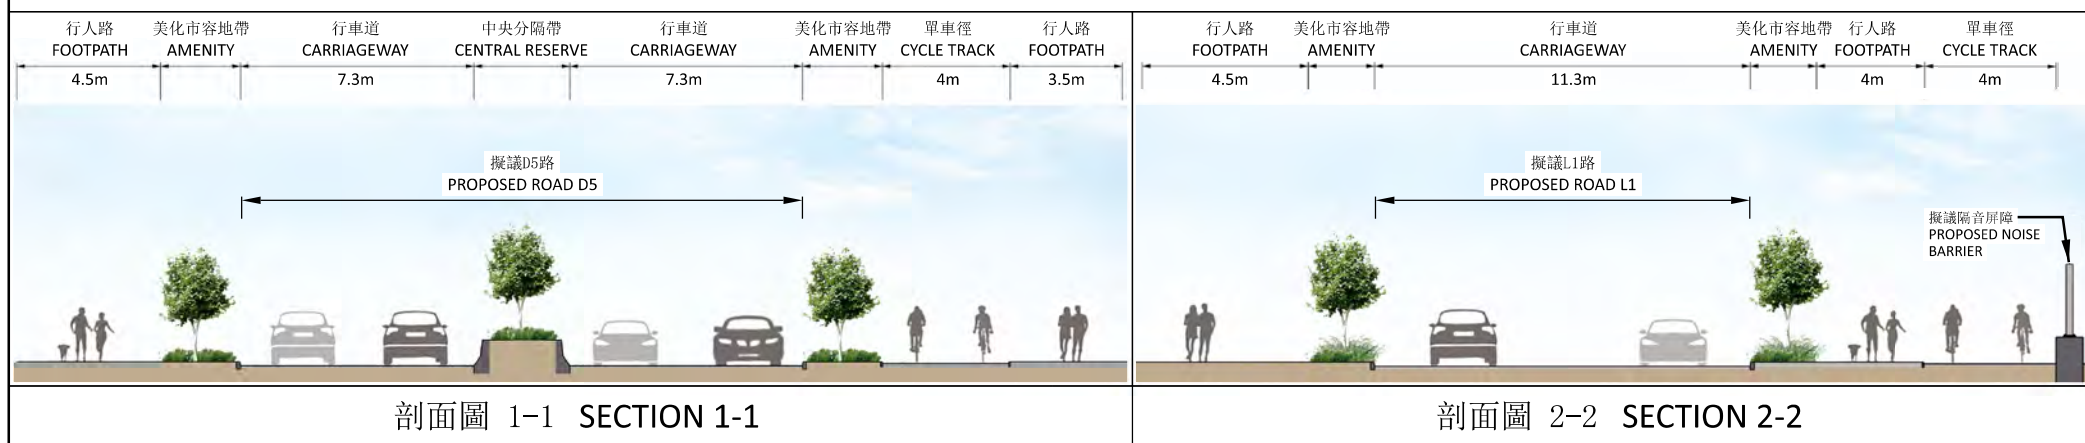 行人路
FOOTPATH
4.5m
美化市容地帶
AMENITY
行車道
CARRIAGEWAY
7.3m
中央分隔帶
CENTRAL RESERVE
行車道
CARRIAGEWAY
7.3m
美化市容地帶
AMENITY
單車徑
CYCLE TRACK
4m
行人路
FOOTPATH
3.5m
擬議D5路
PROPOSED ROAD D5
剖面圖 1-1 SECTION 1-1
行人路
FOOTPATH
4.5m
美化市容地帶
AMENITY
行車道
CARRIAGEWAY
11.3m
美化市容地帶
AMENITY
行人路
FOOTPATH
4m
單車徑
CYCLE TRACK
4m
擬議L1路
PROPOSED ROAD L1
擬議隔音屏障
PROPOSED NOISE
BARRIER
剖面圖 2-2 SECTION 2-2